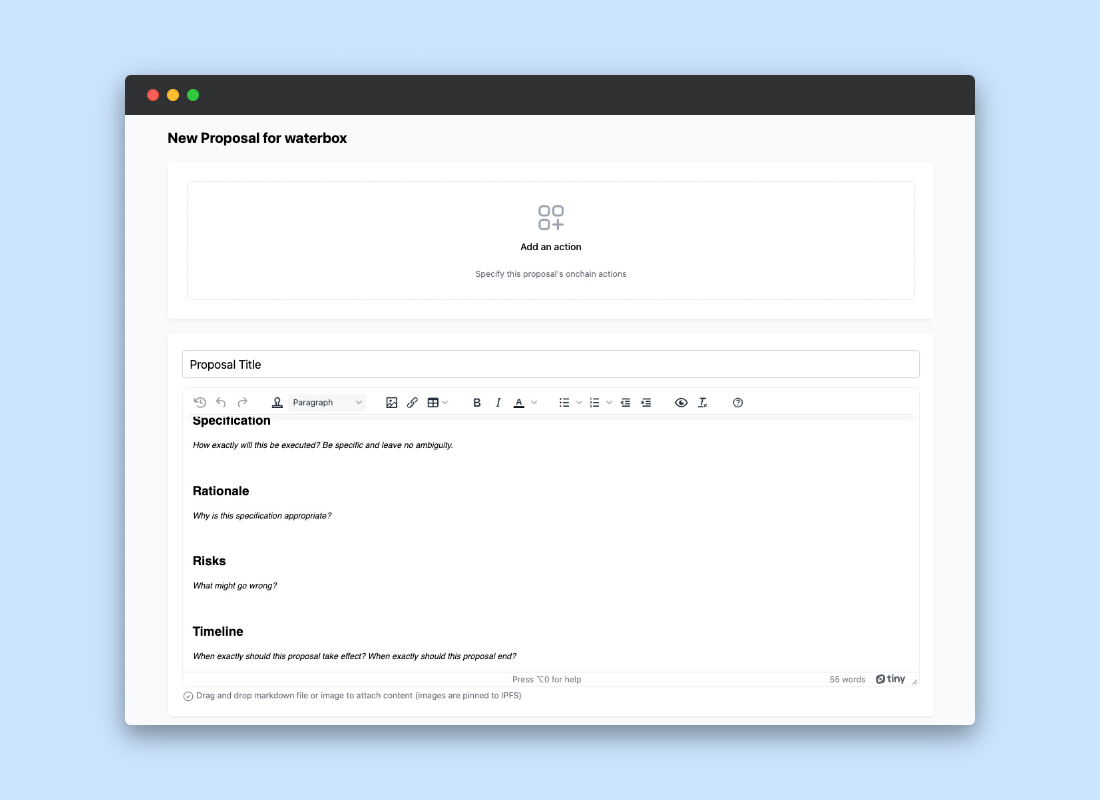 New Proposal for waterbox
Add an action
Specify this proposal's onchain actions
Proposal Title
Paragraph
B I A
Specification
How exactly will this be executed? Be specific and leave no ambiguity.
Rationale
Why is this specification appropriate?
Risks
What might go wrong?
Timeline
When exactly should this proposal take effect? When exactly should this proposal end?
Press ⌥0 for help 55 words tiny
Drag and drop markdown file or image to attach content (images are pinned to IPFS)